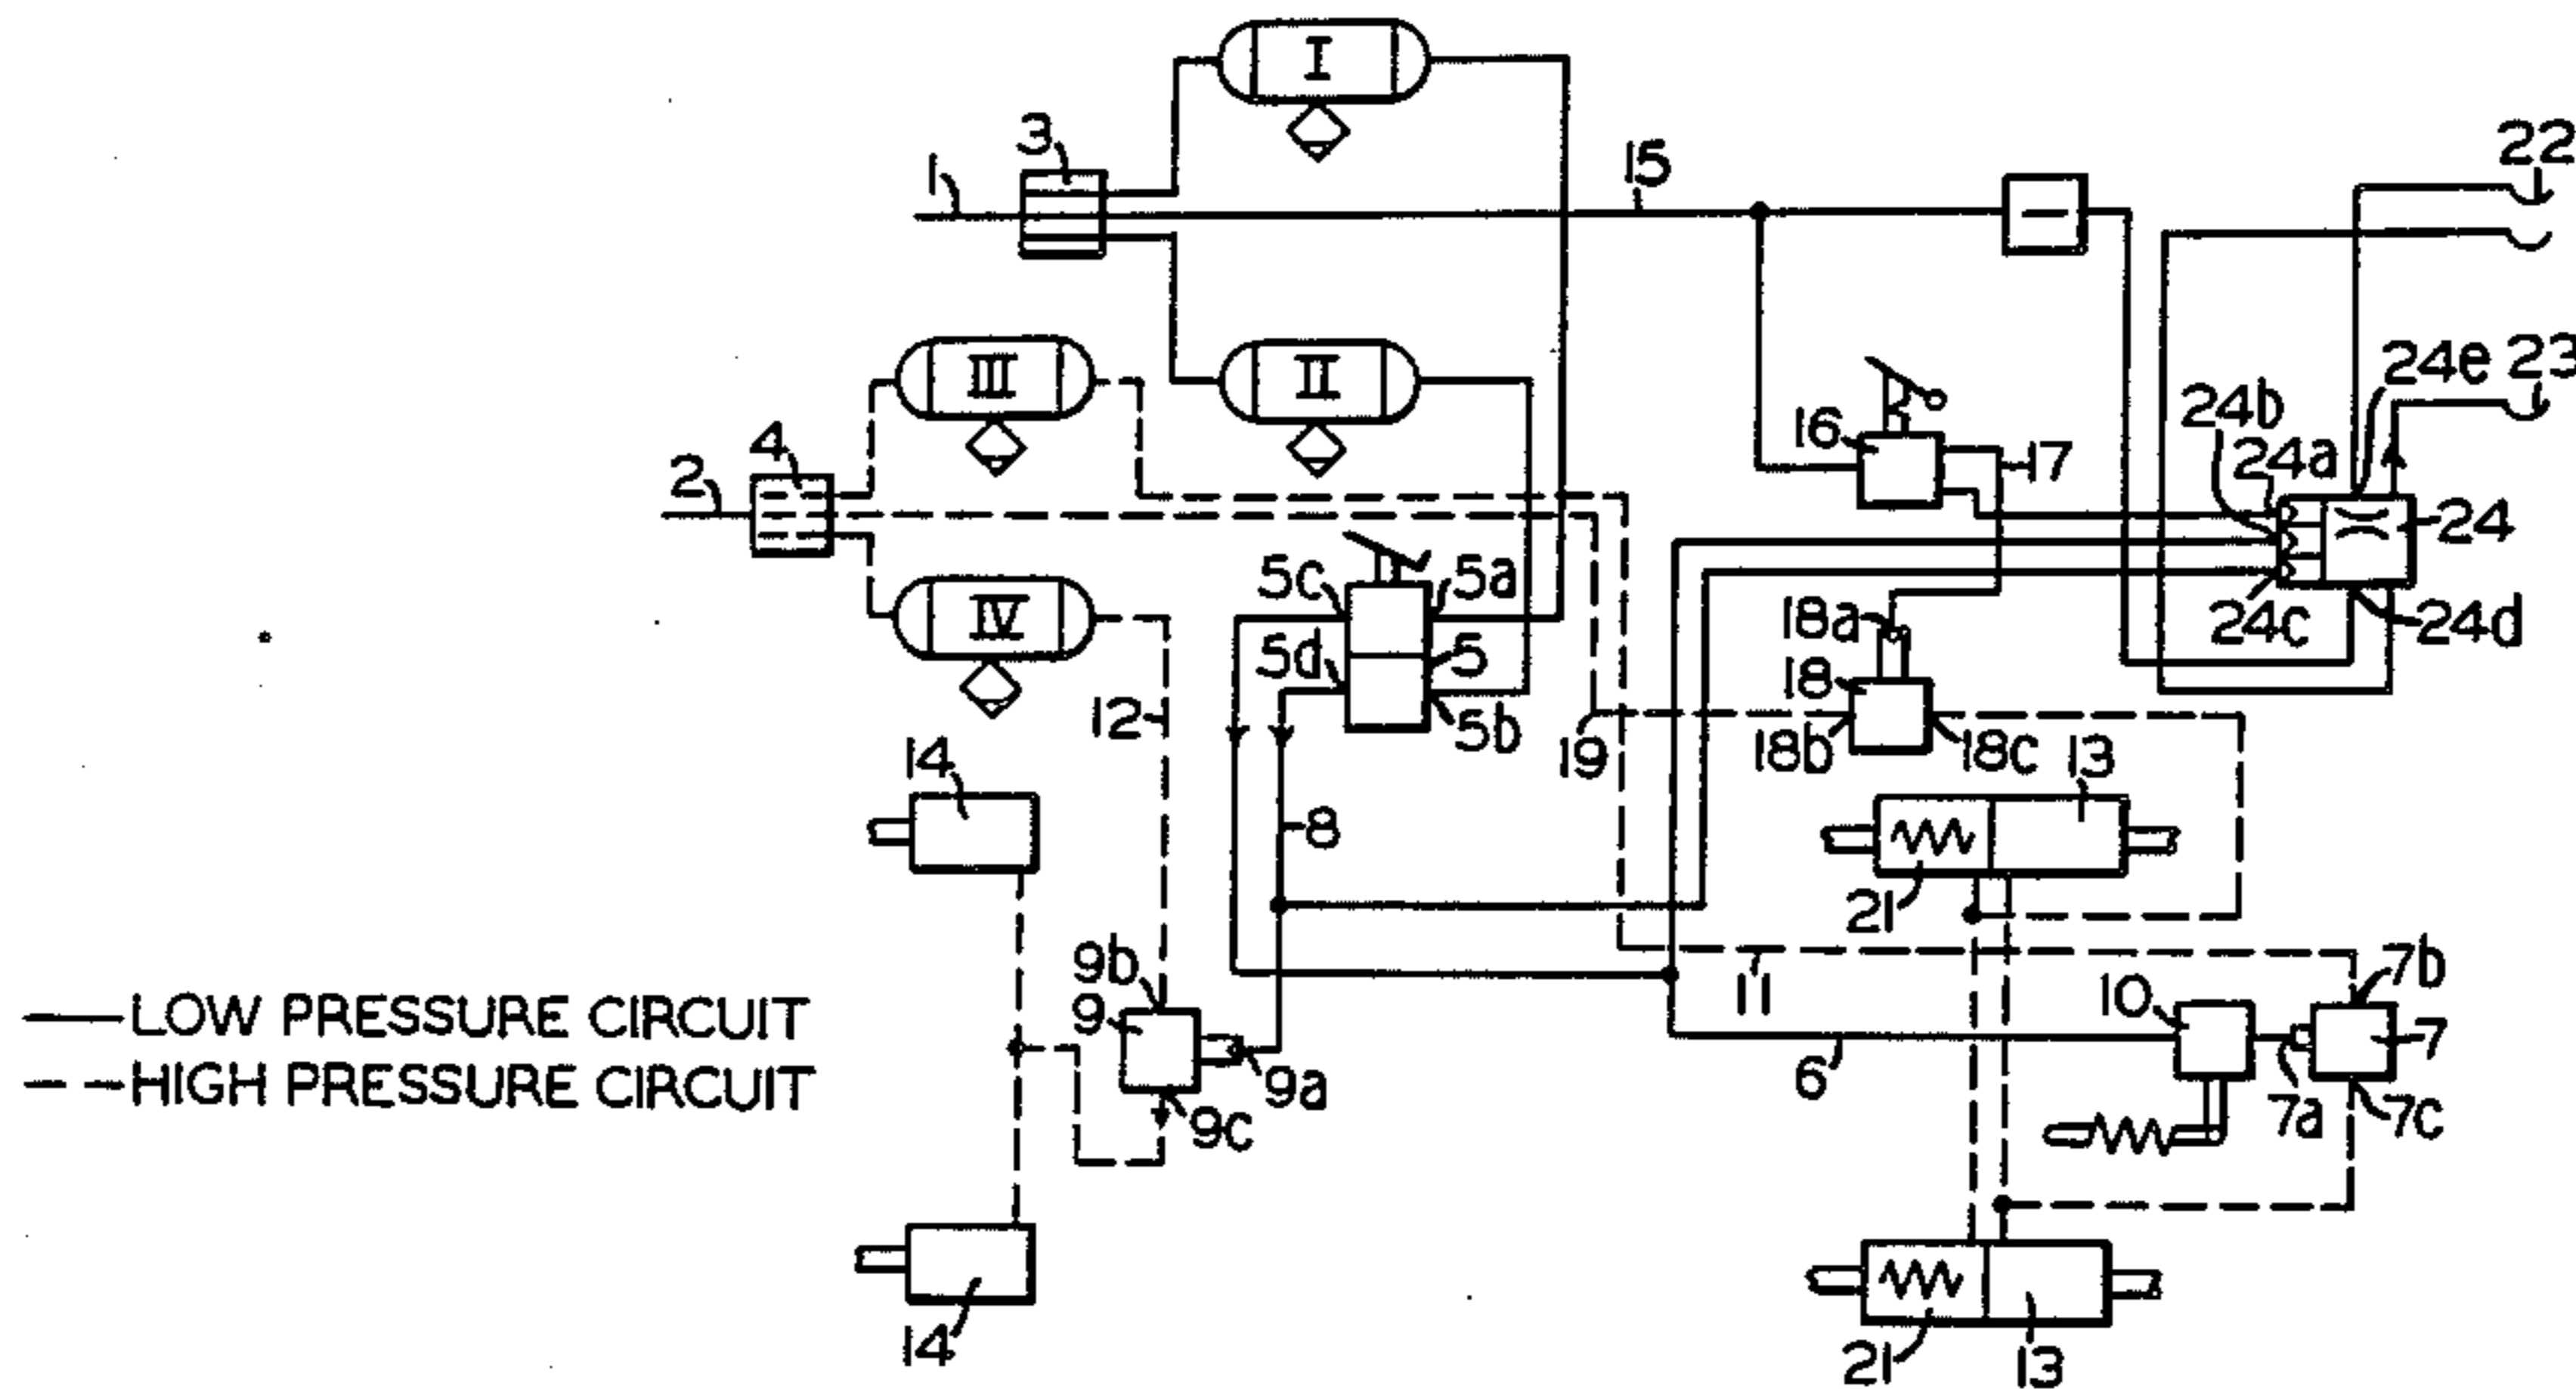 I
22
3
1
15
24e
23
III
II
24b
24a
16
4
17
2
24
5c
5a
18a
24c
24d
IV
5d
5
18
12
5b
19
18b
18c
13
14
8
21
9b
7b
LOW PRESSURE CIRCUIT
9
11
10
7
HIGH PRESSURE CIRCUIT
9a
6
9c
7a
7c
14
21
13